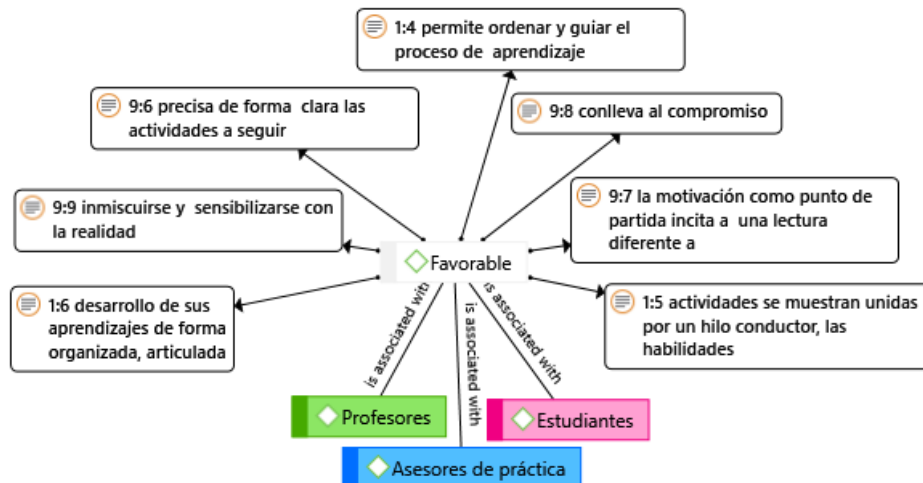 1:4 permite ordenar y guiar el
proceso de aprendizaje
9:6 precisa de forma clara las
actividades a seguir
9:8 conlleva al compromiso
9:9 inmiscuirse y sensibilizarse con
la realidad
9:7 la motivación como punto de
partida incita a una lectura
diferente a
Favorable
1:6 desarrollo de sus
aprendizajes de forma
organizada, articulada
1:5 actividades se muestran unidas
por un hilo conductor, las
habilidades
is associated with
is associated with
is associated with
Profesores
Estudiantes
Asesores de práctica